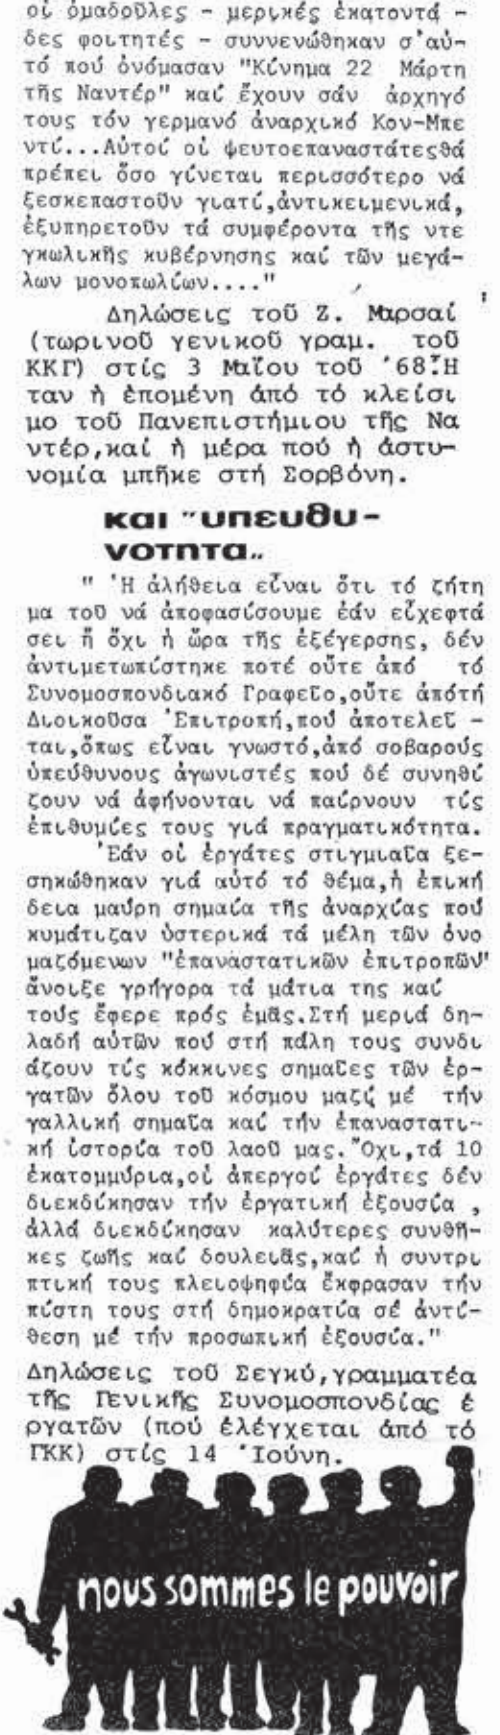 οἱ ὁμαδοῦλες - μερικές ἑκατοντά -
δες φοιτητές - συννενώθηκαν σ'αὐ-
τό πού ὀνόμασαν "Κίνημα 22 Μάρτη
τῆς Ναντέρ" καί ἔχουν σάν ἀρχηγό
τους τόν γερμανό ἀναρχικό Κον-Μπε
ντί...Αὐτοί οἱ ψευτοεπαναστάτεςθά
πρέπει ὅσο γίνεται περισσότερο νά
ξεσκεπαστοῦν γιατί,ἀντικειμενικά,
ἐξυπηρετοῦν τά συμφέροντα τῆς ντε
γκωλικῆς κυβέρνησης καί τῶν μεγά-
λων μονοπωλίων...."
Δηλώσεις τοῦ Ζ. Μαρσαί
(τωρινοῦ γενικοῦ γραμ. τοῦ
ΚΚΓ) στίς 3 Μαΐου τοῦ '68.Ἦ
ταν ἡ ἑπομένη ἀπό τό κλείσι
μο τοῦ Πανεπιστήμιου τῆς Να
ντέρ,καί ἡ μέρα πού ἡ ἀστυ-
νομία μπῆκε στή Σορβόνη.
και "υπευθυ-
νοτητα"
" Ἡ ἀλήθεια εἶναι ὅτι τό ζήτη
μα τοῦ νά ἀποφασίσουμε ἐάν εἶχεφτά
σει ἤ ὄχι ἡ ὥρα τῆς ἐξέγερσης, δέν
ἀντιμετωπίστηκε ποτέ οὔτε ἀπό τό
Συνομοσπονδιακό Γραφεῖο,οὔτε ἀπότή
Διοικοῦσα Ἐπιτροπή,πού ἀποτελεῖ -
ται,ὅπως εἶναι γνωστό,ἀπό σοβαρούς
ὑπεύθυνους ἀγωνιστές πού δέ συνηθί
ζουν νά ἀφήνονται νά παίρνουν τίς
ἐπιθυμίες τους γιά πραγματικότητα.
Ἐάν οἱ ἐργάτες στιγμιαῖα ξε-
σηκώθηκαν γιά αὐτό τό θέμα,ἡ ἐπική
δεια μαύρη σημαία τῆς ἀναρχίας πού
κυμάτιζαν ὑστερικά τά μέλη τῶν ὀνο
μαζόμενων "ἐπαναστατικῶν ἐπιτροπῶν"
ἄνοιξε γρήγορα τά μάτια της καί
τούς ἔφερε πρός ἐμᾶς.Στή μεριά δη-
λαδή αὐτῶν πού στή πάλη τους συνδι
άζουν τίς κόκκινες σημαῖες τῶν ἐρ-
γατῶν ὅλου τοῦ κόσμου μαζί μέ τήν
γαλλική σημαῖα καί τήν ἐπαναστατι-
κή ἱστορία τοῦ λαοῦ μας. Ὄχι,τά 10
ἑκατομμύρια,οἱ ἀπεργοί ἐργάτες δέν
διεκδίκησαν τήν ἐργατική ἐξουσία ,
ἀλλά διεκδίκησαν καλύτερες συνθῆ-
κες ζωῆς καί δουλειᾶς,καί ἡ συντρι
πτική τους πλειοψηφία ἔκφρασαν τήν
πίστη τους στή δημοκρατία σέ ἀντί-
θεση μέ τήν προσωπική ἐξουσία."
Δηλώσεις τοῦ Σεγκύ,γραμματέα
τῆς Γενικῆς Συνομοσπονδίας ἐ
ργατῶν (πού ἐλέγχεται ἀπό τό
ΓΚΚ) στίς 14 Ἰούνη.
nous sommes le pouvoir